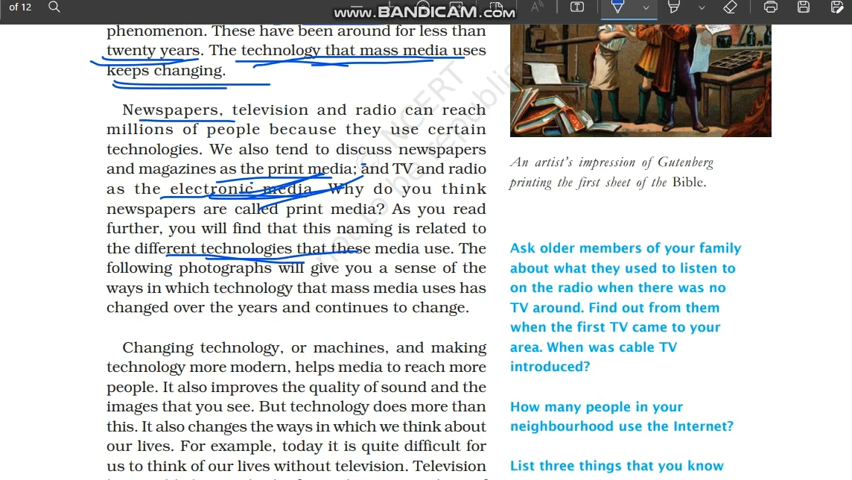 of 12
www.BANDICAM.com
phenomenon. These have been around for less than
twenty years. The technology that mass media uses
keeps changing.
Newspapers, television and radio can reach
millions of people because they use certain
technologies. We also tend to discuss newspapers
and magazines as the print media; and TV and radio
as the electronic media. Why do you think
newspapers are called print media? As you read
further, you will find that this naming is related to
the different technologies that these media use. The
following photographs will give you a sense of the
ways in which technology that mass media uses has
changed over the years and continues to change.
Changing technology, or machines, and making
technology more modern, helps media to reach more
people. It also improves the quality of sound and the
images that you see. But technology does more than
this. It also changes the ways in which we think about
our lives. For example, today it is quite difficult for
us to think of our lives without television. Television
© NCERT
not to be republish
An artist's impression of Gutenberg
printing the first sheet of the Bible.
Ask older members of your family
about what they used to listen to
on the radio when there was no
TV around. Find out from them
when the first TV came to your
area. When was cable TV
introduced?
How many people in your
neighbourhood use the Internet?
List three things that you know